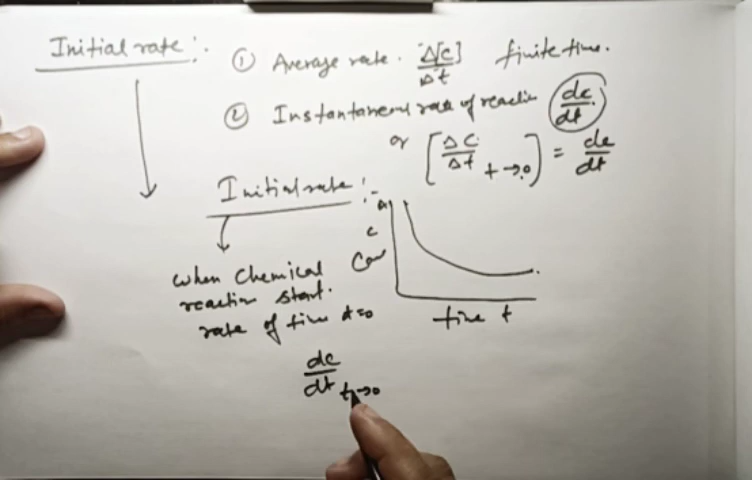 Initial rate :.
① Average rate. Δ[c]/Δt finite time.
② Instantaneous rate of reaction dc/dt.
or [ΔC/Δt t→0] = dc/dt
Initial rate :-
when chemical
reaction start.
rate of time t=0
A
C
time t
dc/dt t→0